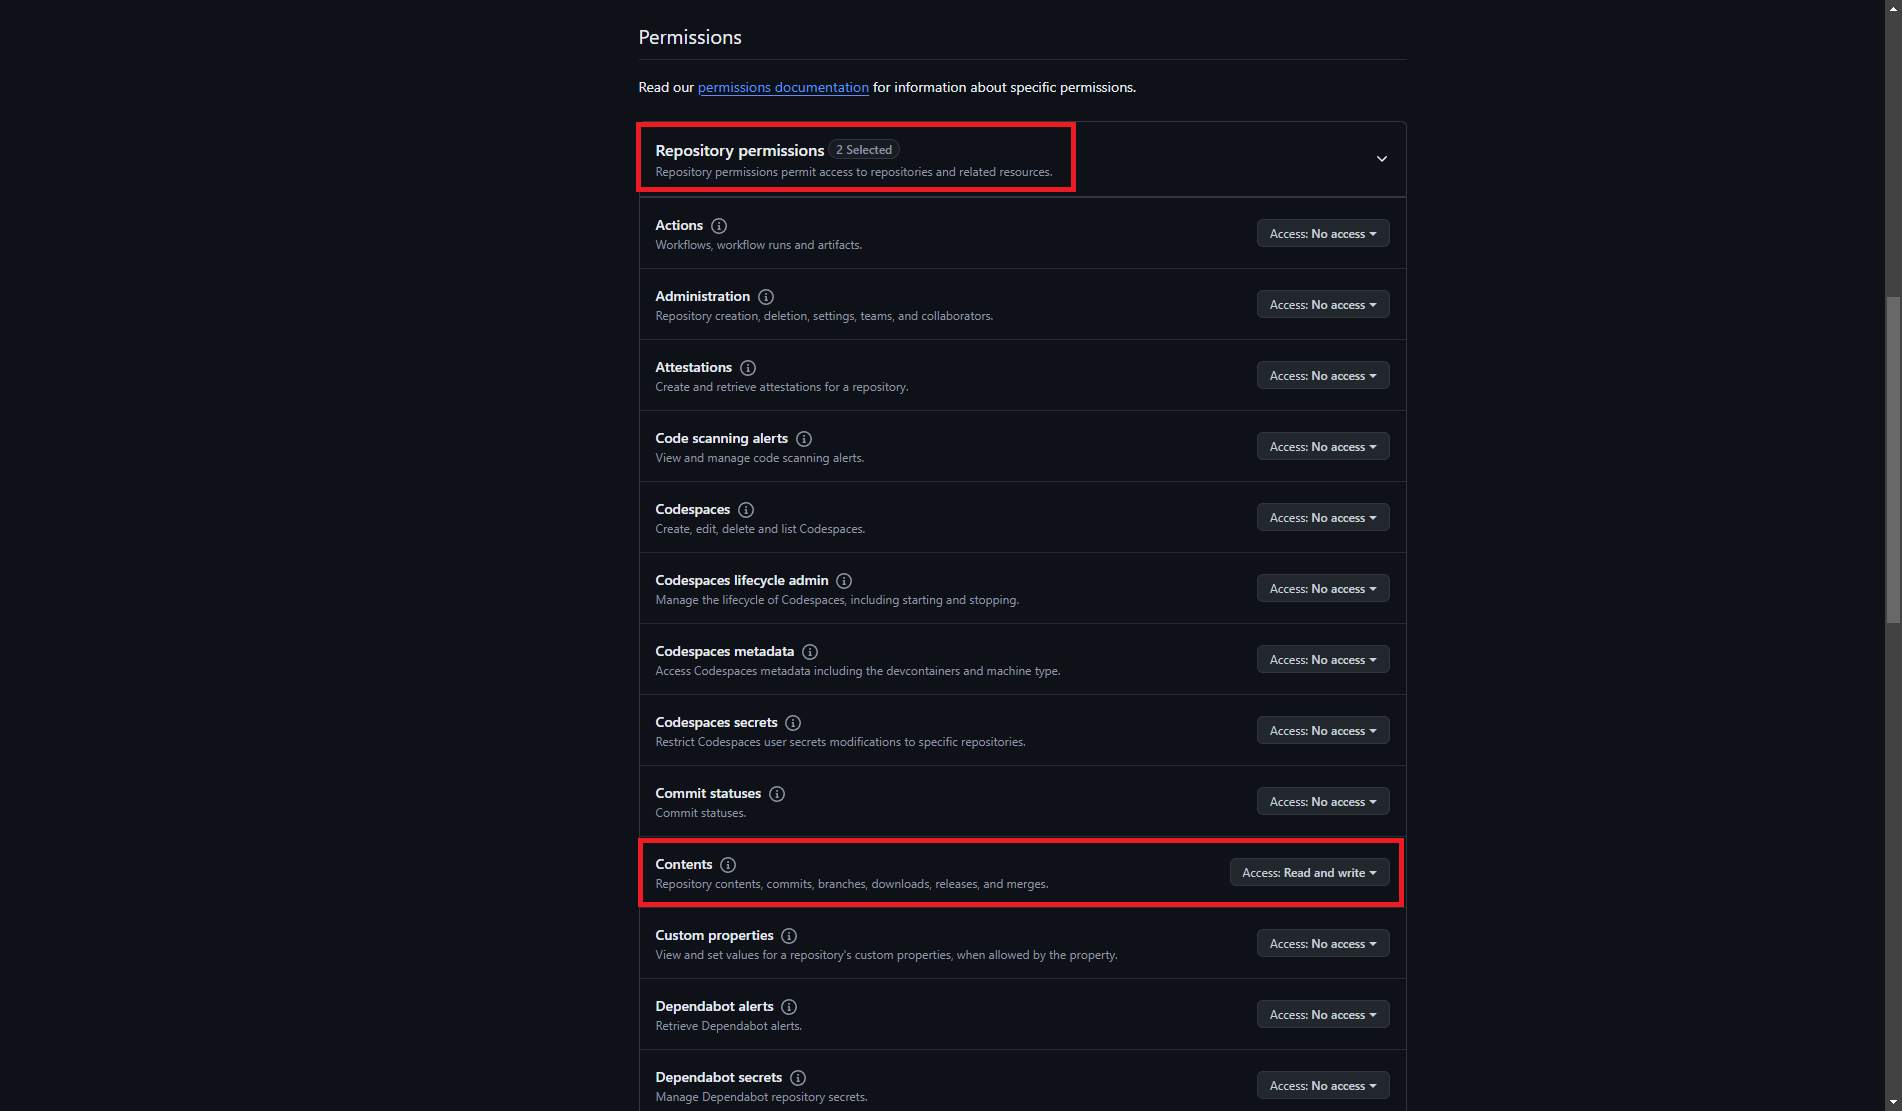 Permissions
Read our permissions documentation for information about specific permissions.
Repository permissions 2 Selected
Repository permissions permit access to repositories and related resources.
Actions
Workflows, workflow runs and artifacts.
Access: No access
Administration
Repository creation, deletion, settings, teams, and collaborators.
Access: No access
Attestations
Create and retrieve attestations for a repository.
Access: No access
Code scanning alerts
View and manage code scanning alerts.
Access: No access
Codespaces
Create, edit, delete and list Codespaces.
Access: No access
Codespaces lifecycle admin
Manage the lifecycle of Codespaces, including starting and stopping.
Access: No access
Codespaces metadata
Access Codespaces metadata including the devcontainers and machine type.
Access: No access
Codespaces secrets
Restrict Codespaces user secrets modifications to specific repositories.
Access: No access
Commit statuses
Commit statuses.
Access: No access
Contents
Repository contents, commits, branches, downloads, releases, and merges.
Access: Read and write
Custom properties
View and set values for a repository's custom properties, when allowed by the property.
Access: No access
Dependabot alerts
Retrieve Dependabot alerts.
Access: No access
Dependabot secrets
Manage Dependabot repository secrets.
Access: No access